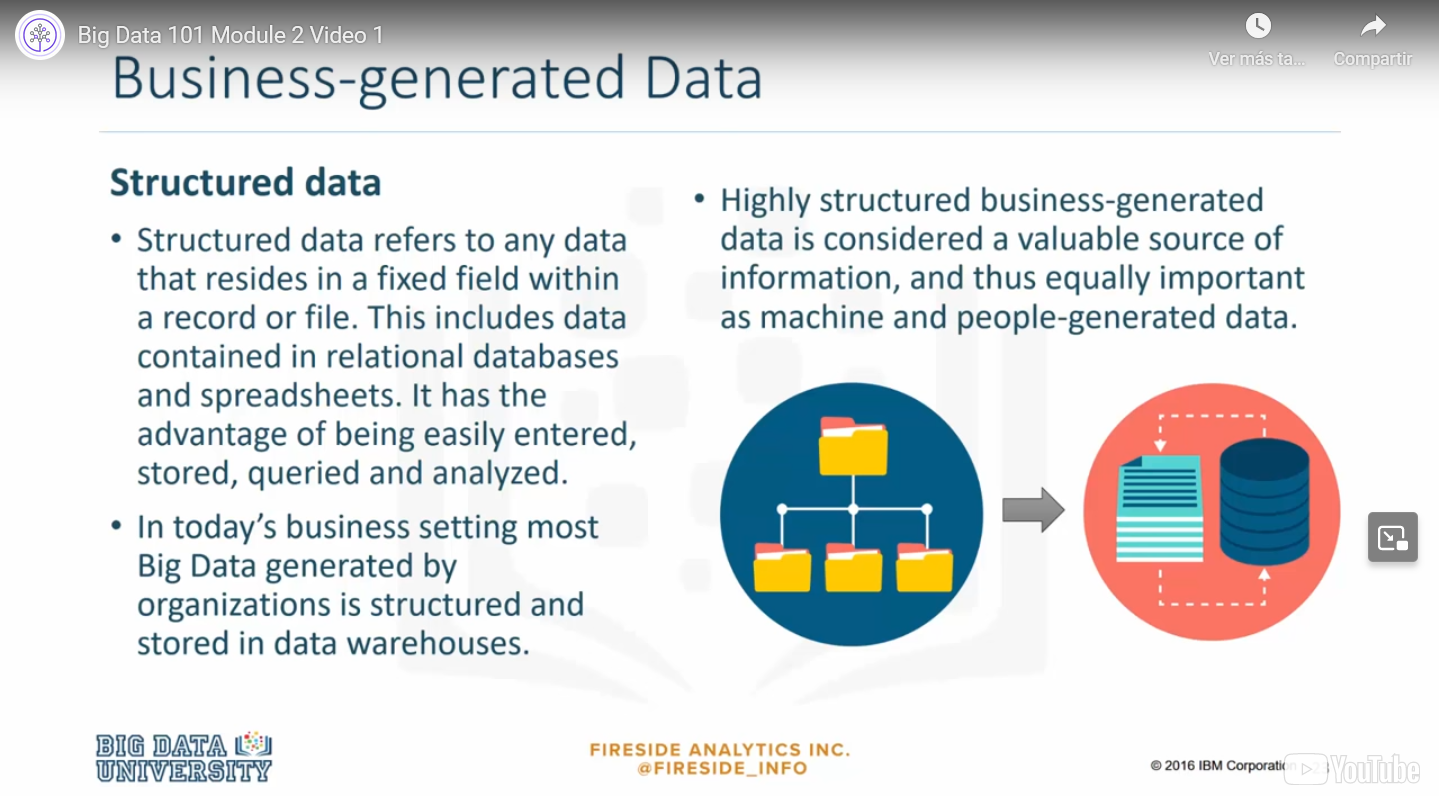 Big Data 101 Module 2 Video 1
Ver más ta...
Compartir
Business-generated Data
Structured data
• Structured data refers to any data
that resides in a fixed field within
a record or file. This includes data
contained in relational databases
and spreadsheets. It has the
advantage of being easily entered,
stored, queried and analyzed.
• In today's business setting most
Big Data generated by
organizations is structured and
stored in data warehouses.
• Highly structured business-generated
data is considered a valuable source of
information, and thus equally important
as machine and people-generated data.
BIG DATA
UNIVERSITY
FIRESIDE ANALYTICS INC.
@FIRESIDE_INFO
© 2016 IBM Corporation
YouTube